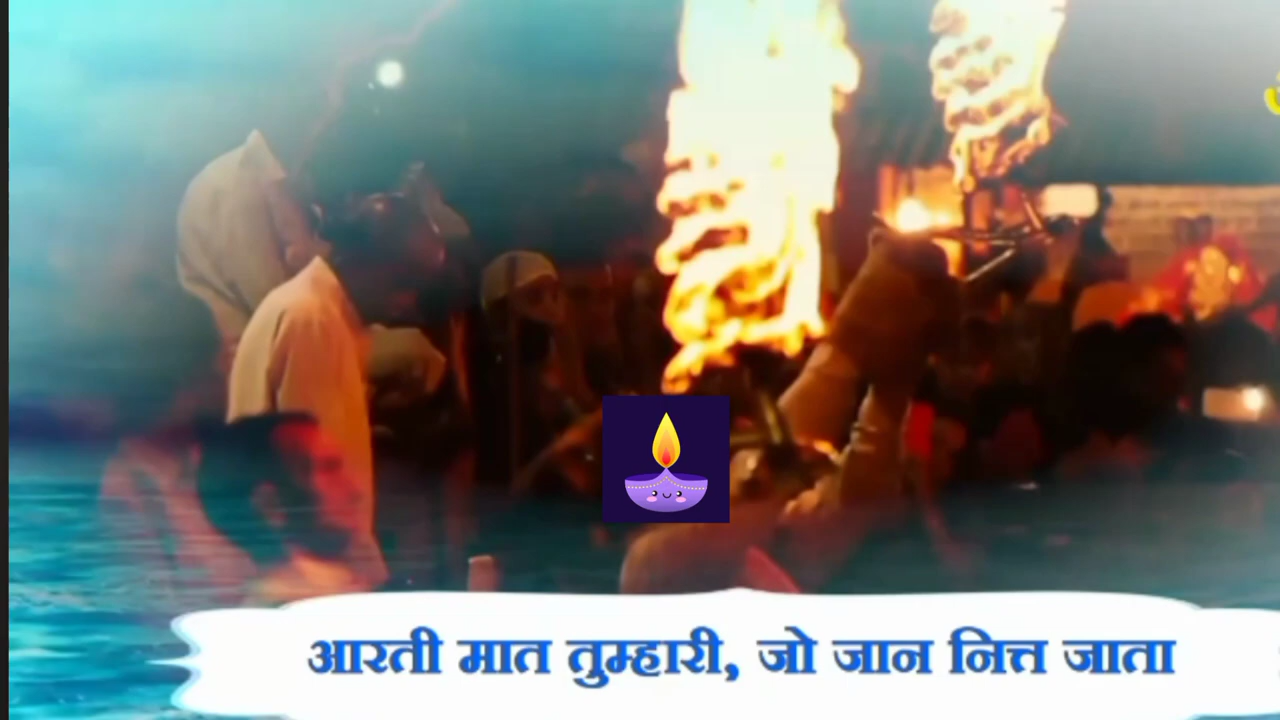 आरती मात तुम्हारी, जो जान नित्त जाता